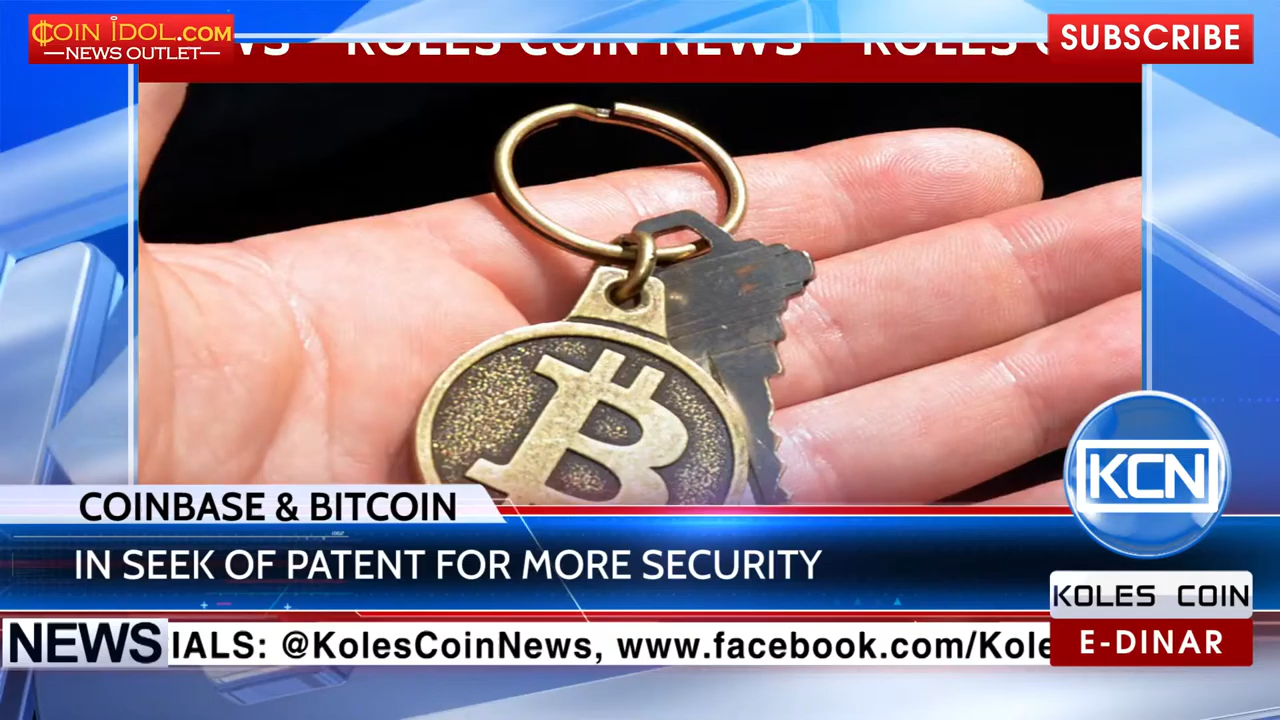 COIN IDOL.COM
NEWS OUTLET
KOLES COIN NEWS
KOLES
SUBSCRIBE
B
COINBASE & BITCOIN
IN SEEK OF PATENT FOR MORE SECURITY
KCN
KOLES COIN
E-DINAR
NEWS
IALS: @KolesCoinNews, www.facebook.com/Kole